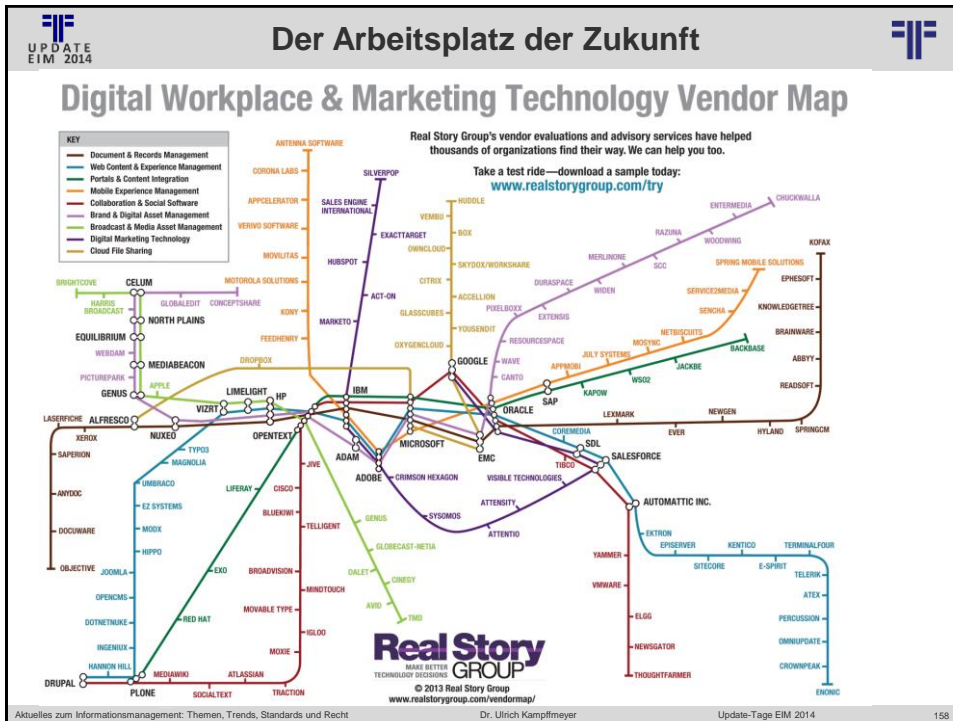 UPDATE
EIM 2014
Der Arbeitsplatz der Zukunft
Digital Workplace & Marketing Technology Vendor Map
KEY
Document & Records Management
Web Content & Experience Management
Portals & Content Integration
Mobile Experience Management
Collaboration & Social Software
Brand & Digital Asset Management
Broadcast & Media Asset Management
Digital Marketing Technology
Cloud File Sharing
Real Story Group's vendor evaluations and advisory services have helped
thousands of organizations find their way. We can help you too.
Take a test ride—download a sample today:
www.realstorygroup.com/try
ANTENNA SOFTWARE
CORONA LABS
APPCELERATOR
VERIVO SOFTWARE
MOVILITAS
MOTOROLA SOLUTIONS
KONY
FEEDHENRY
SILVERPOP
SALES ENGINE
INTERNATIONAL
EXACTTARGET
HUBSPOT
ACT-ON
MARKETO
HUDDLE
VEMBU
BOX
OWNCLOUD
SKYDOX/WORKSHARE
CITRIX
ACCELLION
GLASSCUBES
YOUSENDIT
OXYGENCLOUD
GOOGLE
CHUCKWALLA
ENTERMEDIA
WOODWING
RAZUNA
SCC
MERLINONE
WIDEN
DURASPACE
EXTENSIS
PIXELBOXX
RESOURCESPACE
WAVE
CANTO
SPRING MOBILE SOLUTIONS
SERVICE2MEDIA
SENCHA
NETBISCUITS
MOSYNC
JULY SYSTEMS
APPMOBI
SAP
BACKBASE
JACKBE
WSO2
KAPOW
ORACLE
KOFAX
EPHESOFT
KNOWLEDGETREE
BRAINWARE
ABBYY
READSOFT
SPRINGCM
HYLAND
NEWGEN
EVER
LEXMARK
BRIGHTCOVE
CELUM
HARRIS
BROADCAST
GLOBALEDIT
CONCEPTSHARE
NORTH PLAINS
EQUILIBRIUM
WEBDAM
MEDIABEACON
PICTUREPARK
GENUS
APPLE
DROPBOX
LIMELIGHT
HP
VIZRT
IBM
LASERFICHE
ALFRESCO
XEROX
NUXEO
OPENTEXT
ADAM
ADOBE
MICROSOFT
EMC
COREMEDIA
SDL
TIBCO
SALESFORCE
SAPERION
ANYDOC
DOCUWARE
OBJECTIVE
TYPO3
MAGNOLIA
UMBRACO
EZ SYSTEMS
MODX
HIPPO
JOOMLA
OPENCMS
DOTNETNUKE
INGENIUX
HANNON HILL
DRUPAL
PLONE
LIFERAY
EXO
RED HAT
JIVE
CISCO
BLUEKIWI
TELLIGENT
BROADVISION
MINDTOUCH
MOVABLE TYPE
IGLOO
MOXIE
MEDIAWIKI
ATLASSIAN
SOCIALTEXT
TRACTION
GENUS
GLOBECAST-NETIA
DALET
CINEGY
AVID
TMD
CRIMSON HEXAGON
VISIBLE TECHNOLOGIES
SYSOMOS
ATTENSITY
ATTENTIO
AUTOMATTIC INC.
EKTRON
EPISERVER
KENTICO
TERMINALFOUR
SITECORE
E-SPIRIT
TELERIK
ATEX
PERCUSSION
OMNIUPDATE
CROWNPEAK
ENONIC
YAMMER
VMWARE
ELGG
NEWSGATOR
THOUGHTFARMER
Real Story
GROUP
MAKE BETTER
TECHNOLOGY DECISIONS
© 2013 Real Story Group
www.realstorygroup.com/vendormap/
Aktuelles zum Informationsmanagement: Themen, Trends, Standards und Recht
Dr. Ulrich Kampffmeyer
Update-Tage EIM 2014
158